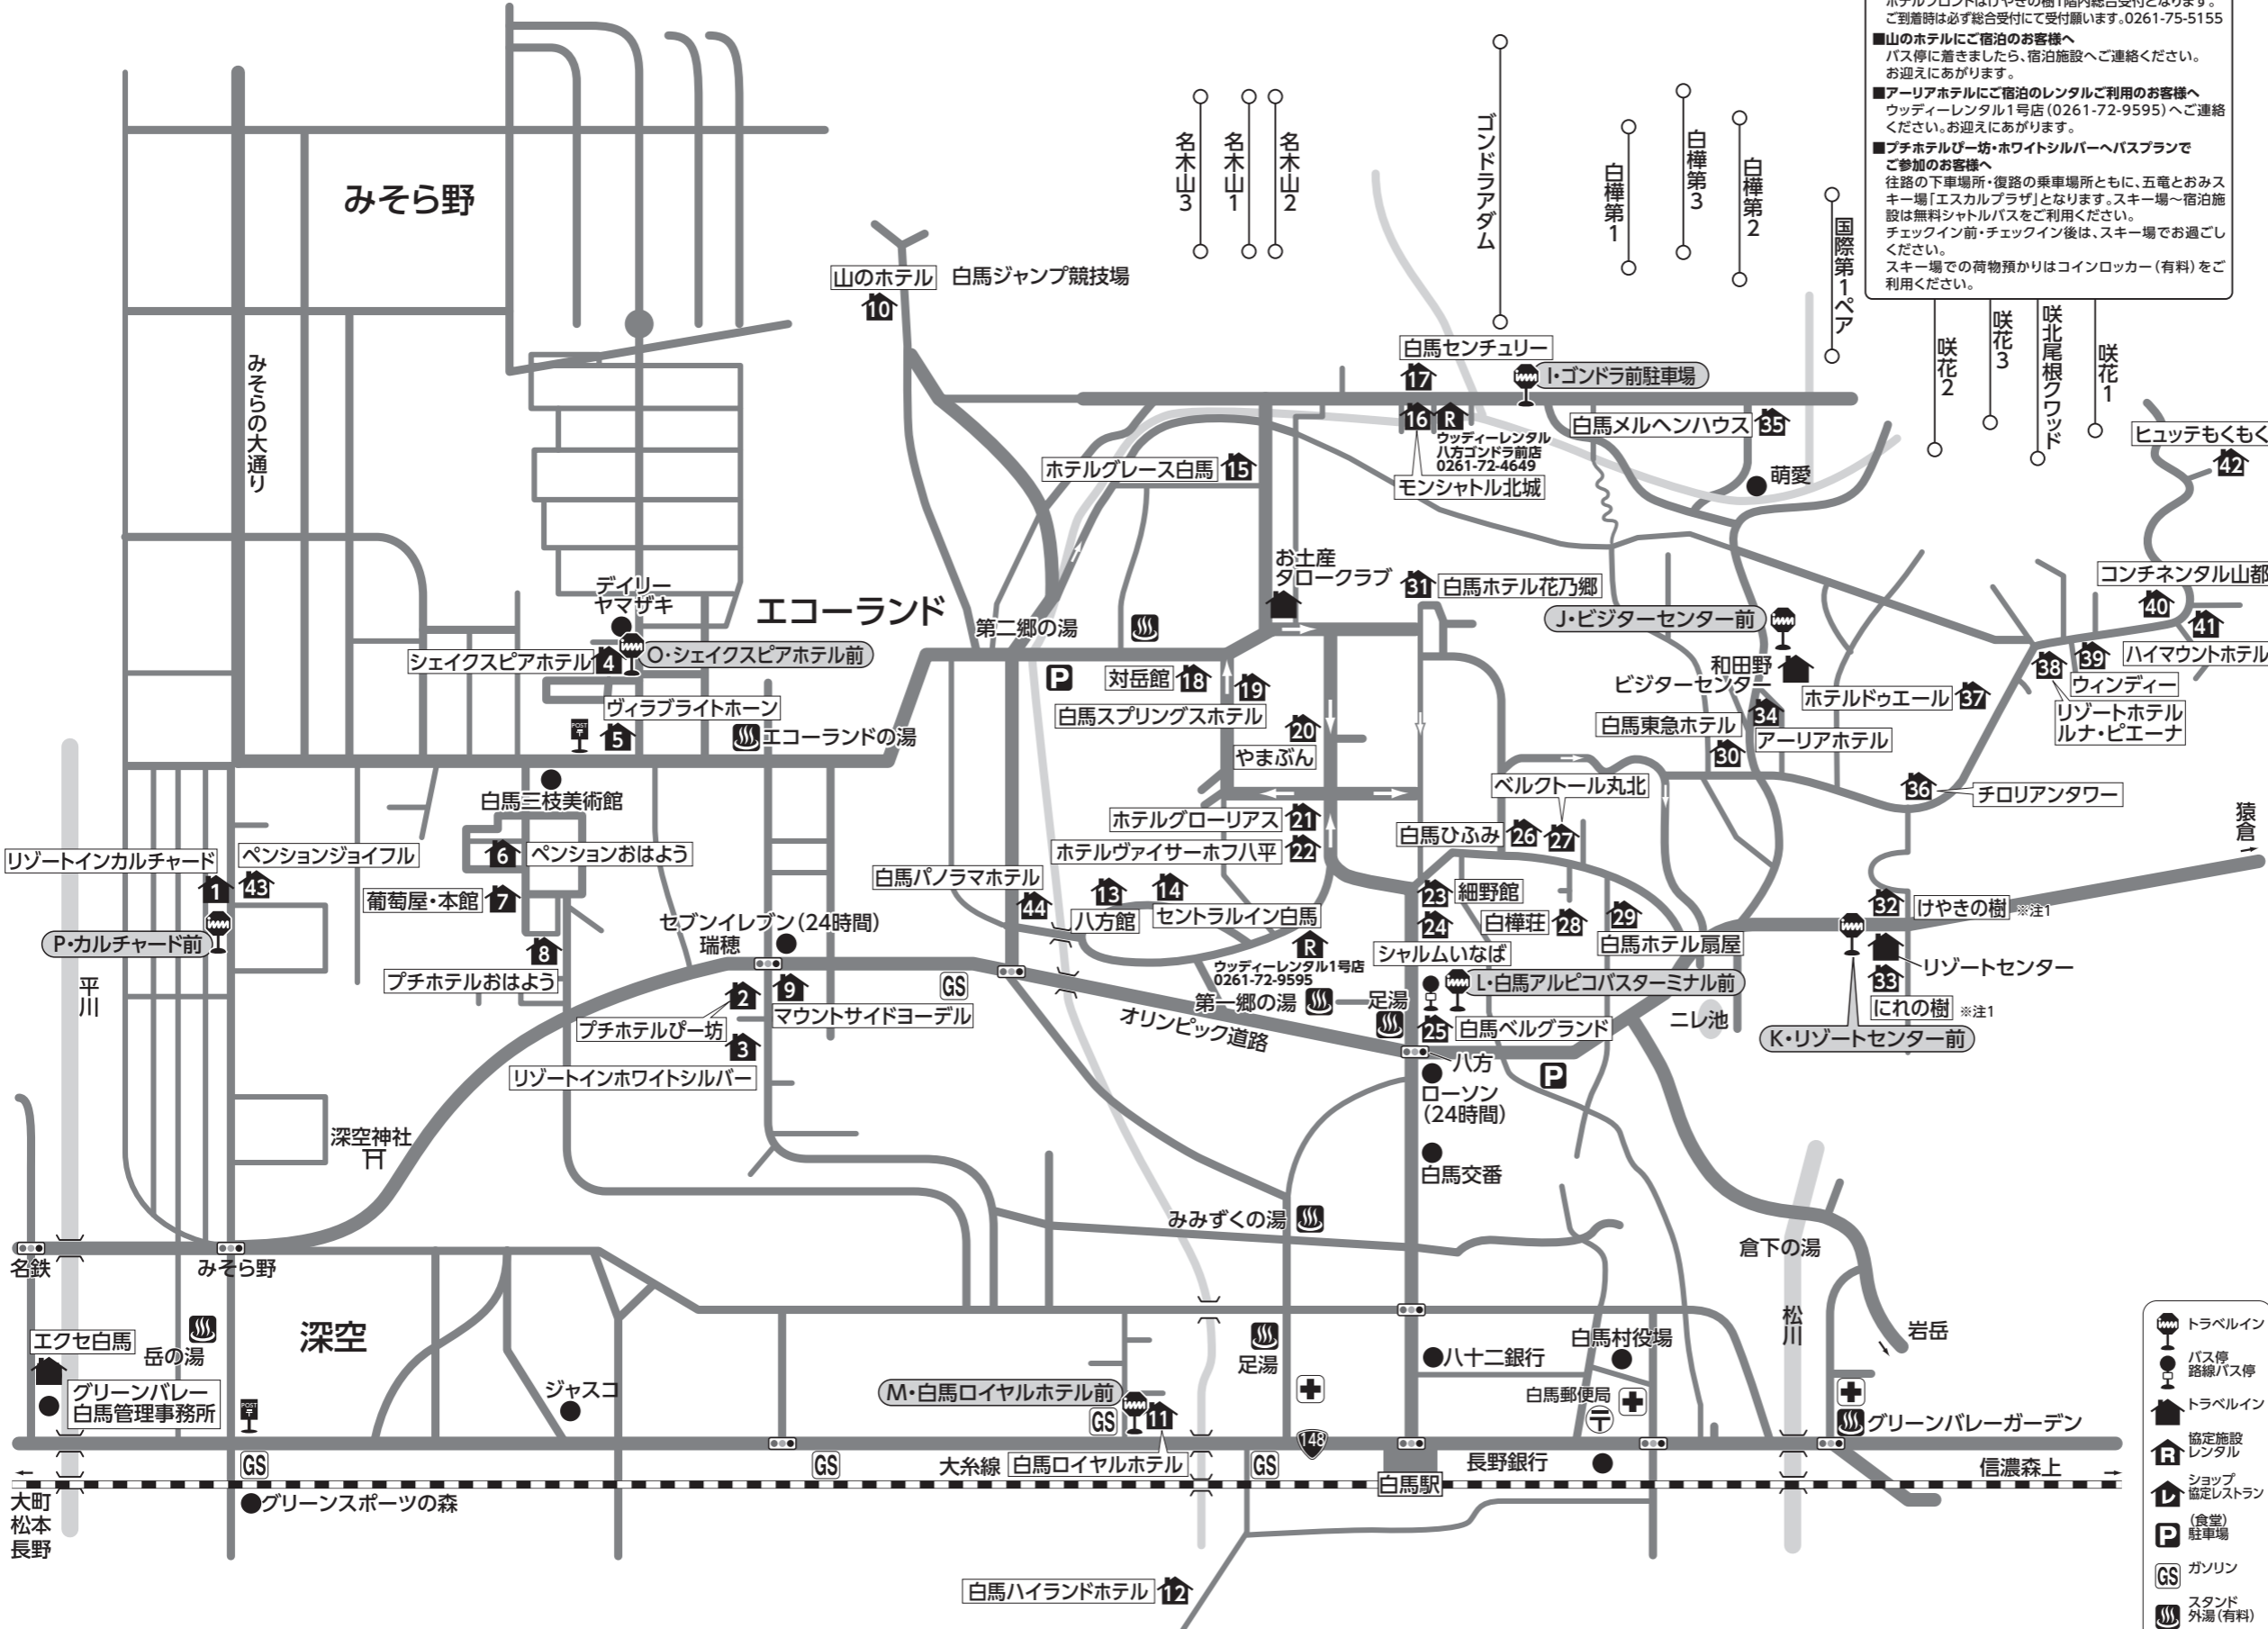 ホテルフロントはけやきの樹1階内総合受付となります。
ご到着時は必ず総合受付にて受付願います。0261-75-5155
■山のホテルにご宿泊のお客様へ
バス停に着きましたら、宿泊施設へご連絡ください。
お迎えにあがります。
■アーリアホテルにご宿泊のレンタルご利用のお客様へ
ウッディーレンタル1号店(0261-72-9595)へご連絡
ください。お迎えにあがります。
■プチホテルぴー坊・ホワイトシルバーへバスプランで
ご参加のお客様へ
往路の下車場所・復路の乗車場所ともに、五竜とおみス
キー場「エスカルプラザ」となります。スキー場〜宿泊施
設は無料シャトルバスをご利用ください。
チェックイン前・チェックイン後は、スキー場でお過ごし
ください。
スキー場での荷物預かりはコインロッカー(有料)をご
利用ください。
名木山3
名木山1
名木山2
ゴンドラアダム
白樺第1
白樺第3
白樺第2
国際第1ペア
咲花2
咲花3
咲北尾根クワッド
咲花1
みそら野
みそらの大通り
山のホテル
10
白馬ジャンプ競技場
白馬センチュリー
17
I・ゴンドラ前駐車場
16
R
ウッディーレンタル
八方ゴンドラ前店
0261-72-4649
モンシャトル北城
白馬メルヘンハウス
35
萌愛
ヒュッテもくもく
42
ホテルグレース白馬
15
お土産
タロークラブ
31
白馬ホテル花乃郷
コンチネンタル山都
40
41
ハイマウントホテル
デイリー
ヤマザキ
エコーランド
シェイクスピアホテル
4
O・シェイクスピアホテル前
第二郷の湯
P
対岳館
18
19
白馬スプリングスホテル
J・ビジターセンター前
和田野
ビジターセンター
ホテルドゥエール
37
38
39
ウィンディー
リゾートホテル
ルナ・ピエーナ
ヴィラブライトホーン
POST
5
エコーランドの湯
20
やまぶん
白馬東急ホテル
30
34
アーリアホテル
白馬三枝美術館
ベルクトール丸北
36
チロリアンタワー
猿倉
ホテルグローリアス
21
白馬ひふみ
26
27
ホテルヴァイサーホフ八平
22
リゾートインカルチャード
1
ペンションジョイフル
43
6
ペンションおはよう
葡萄屋・本館
7
白馬パノラマホテル
44
13
八方館
14
セントラルイン白馬
23
細野館
24
シャルムいなば
白樺荘
28
29
白馬ホテル扇屋
32
けやきの樹
※注1
P・カルチャード前
平川
8
プチホテルおはよう
セブンイレブン(24時間)
瑞穂
R
ウッディーレンタル1号店
0261-72-9595
L・白馬アルピコバスターミナル前
リゾートセンター
33
にれの樹
※注1
2
プチホテルぴー坊
9
マウントサイドヨーデル
GS
3
リゾートインホワイトシルバー
第一郷の湯
足湯
オリンピック道路
25
白馬ベルグランド
ニレ池
K・リゾートセンター前
八方
ローソン
(24時間)
P
深空神社
白馬交番
みみずくの湯
名鉄
みそら野
倉下の湯
エクセ白馬
岳の湯
深空
足湯
白馬村役場
松川
岩岳
グリーンバレー
白馬管理事務所
POST
ジャスコ
M・白馬ロイヤルホテル前
八十二銀行
白馬郵便局
グリーンバレーガーデン
GS
11
148
GS
GS
大糸線
白馬ロイヤルホテル
GS
白馬駅
長野銀行
信濃森上
大町
松本
長野
グリーンスポーツの森
白馬ハイランドホテル
12
トラベルイン
バス停
路線バス停
トラベルイン
R
協定施設
レンタル
レ
ショップ
協定レストラン
P
(食堂)
駐車場
GS
ガソリン
スタンド
外湯(有料)